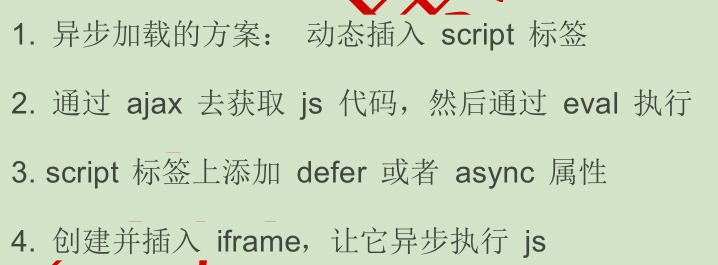 1. 异步加载的方案： 动态插入 script 标签
2. 通过 ajax 去获取 js 代码，然后通过 eval 执行
3. script 标签上添加 defer 或者 async 属性
4. 创建并插入 iframe，让它异步执行 js